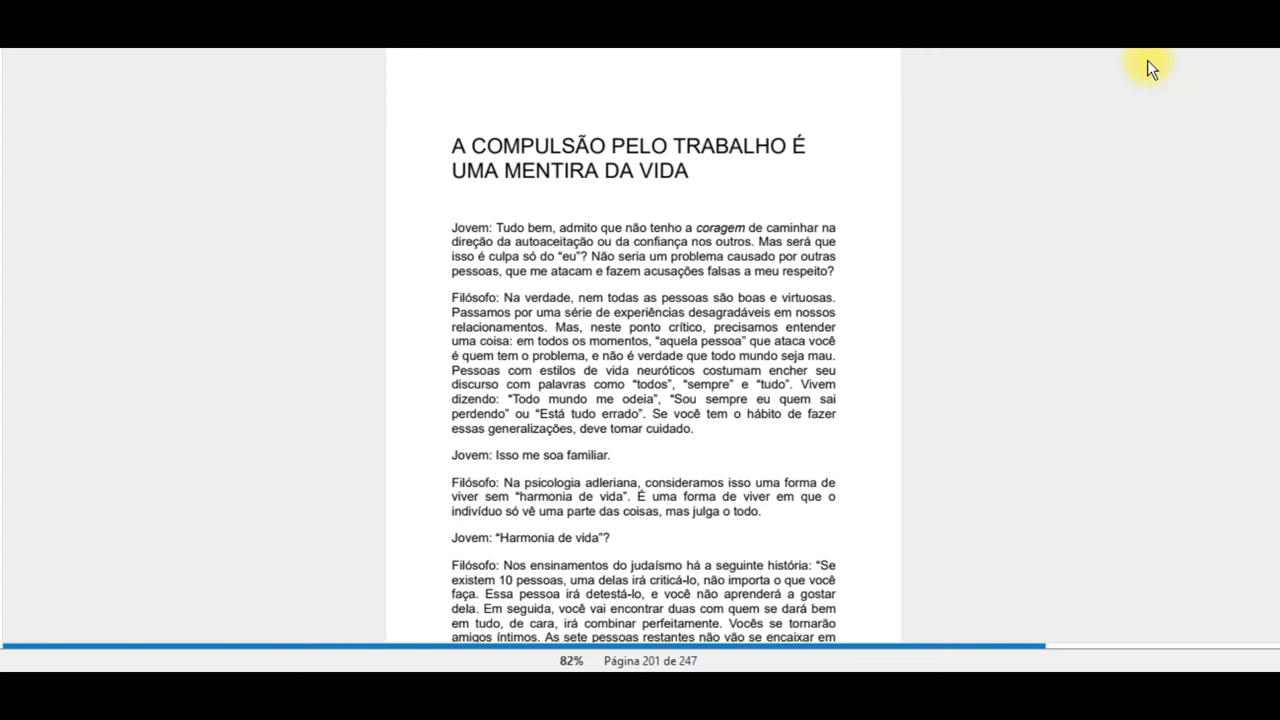 A COMPULSÃO PELO TRABALHO É
UMA MENTIRA DA VIDA
Jovem: Tudo bem, admito que não tenho a coragem de caminhar na
direção da autoaceitação ou da confiança nos outros. Mas será que
isso é culpa só do “eu”? Não seria um problema causado por outras
pessoas, que me atacam e fazem acusações falsas a meu respeito?
Filósofo: Na verdade, nem todas as pessoas são boas e virtuosas.
Passamos por uma série de experiências desagradáveis em nossos
relacionamentos. Mas, neste ponto crítico, precisamos entender
uma coisa: em todos os momentos, “aquela pessoa” que ataca você
é quem tem o problema, e não é verdade que todo mundo seja mau.
Pessoas com estilos de vida neuróticos costumam encher seu
discurso com palavras como “todos”, “sempre” e “tudo”. Vivem
dizendo: “Todo mundo me odeia”, “Sou sempre eu quem sai
perdendo” ou “Está tudo errado”. Se você tem o hábito de fazer
essas generalizações, deve tomar cuidado.
Jovem: Isso me soa familiar.
Filósofo: Na psicologia adleriana, consideramos isso uma forma de
viver sem “harmonia de vida”. É uma forma de viver em que o
indivíduo só vê uma parte das coisas, mas julga o todo.
Jovem: “Harmonia de vida”?
Filósofo: Nos ensinamentos do judaísmo há a seguinte história: “Se
existem 10 pessoas, uma delas irá criticá-lo, não importa o que você
faça. Essa pessoa irá detestá-lo, e você não aprenderá a gostar
dela. Em seguida, você vai encontrar duas com quem se dará bem
em tudo, de cara, irá combinar perfeitamente. Vocês se tornarão
amigos íntimos. As sete pessoas restantes não vão se encaixar em
82% Página 201 de 247